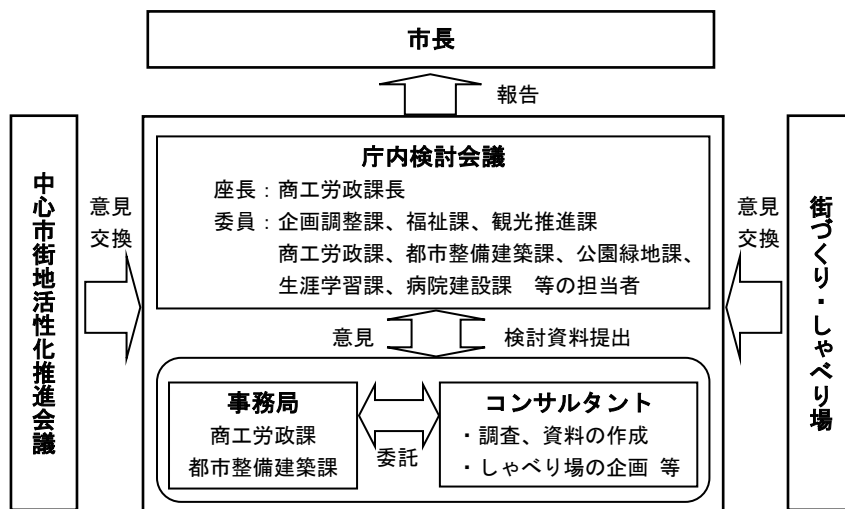 市長
報告
中心市街地活性化推進会議
意見
交換
庁内検討会議
座長：商工労政課長
委員：企画調整課、福祉課、観光推進課
商工労政課、都市整備建築課、公園緑地課、
生涯学習課、病院建設課　等の担当者
意見
交換
街づくり・しゃべり場
意見
検討資料提出
事務局
商工労政課
都市整備建築課
委託
コンサルタント
・調査、資料の作成
・しゃべり場の企画 等